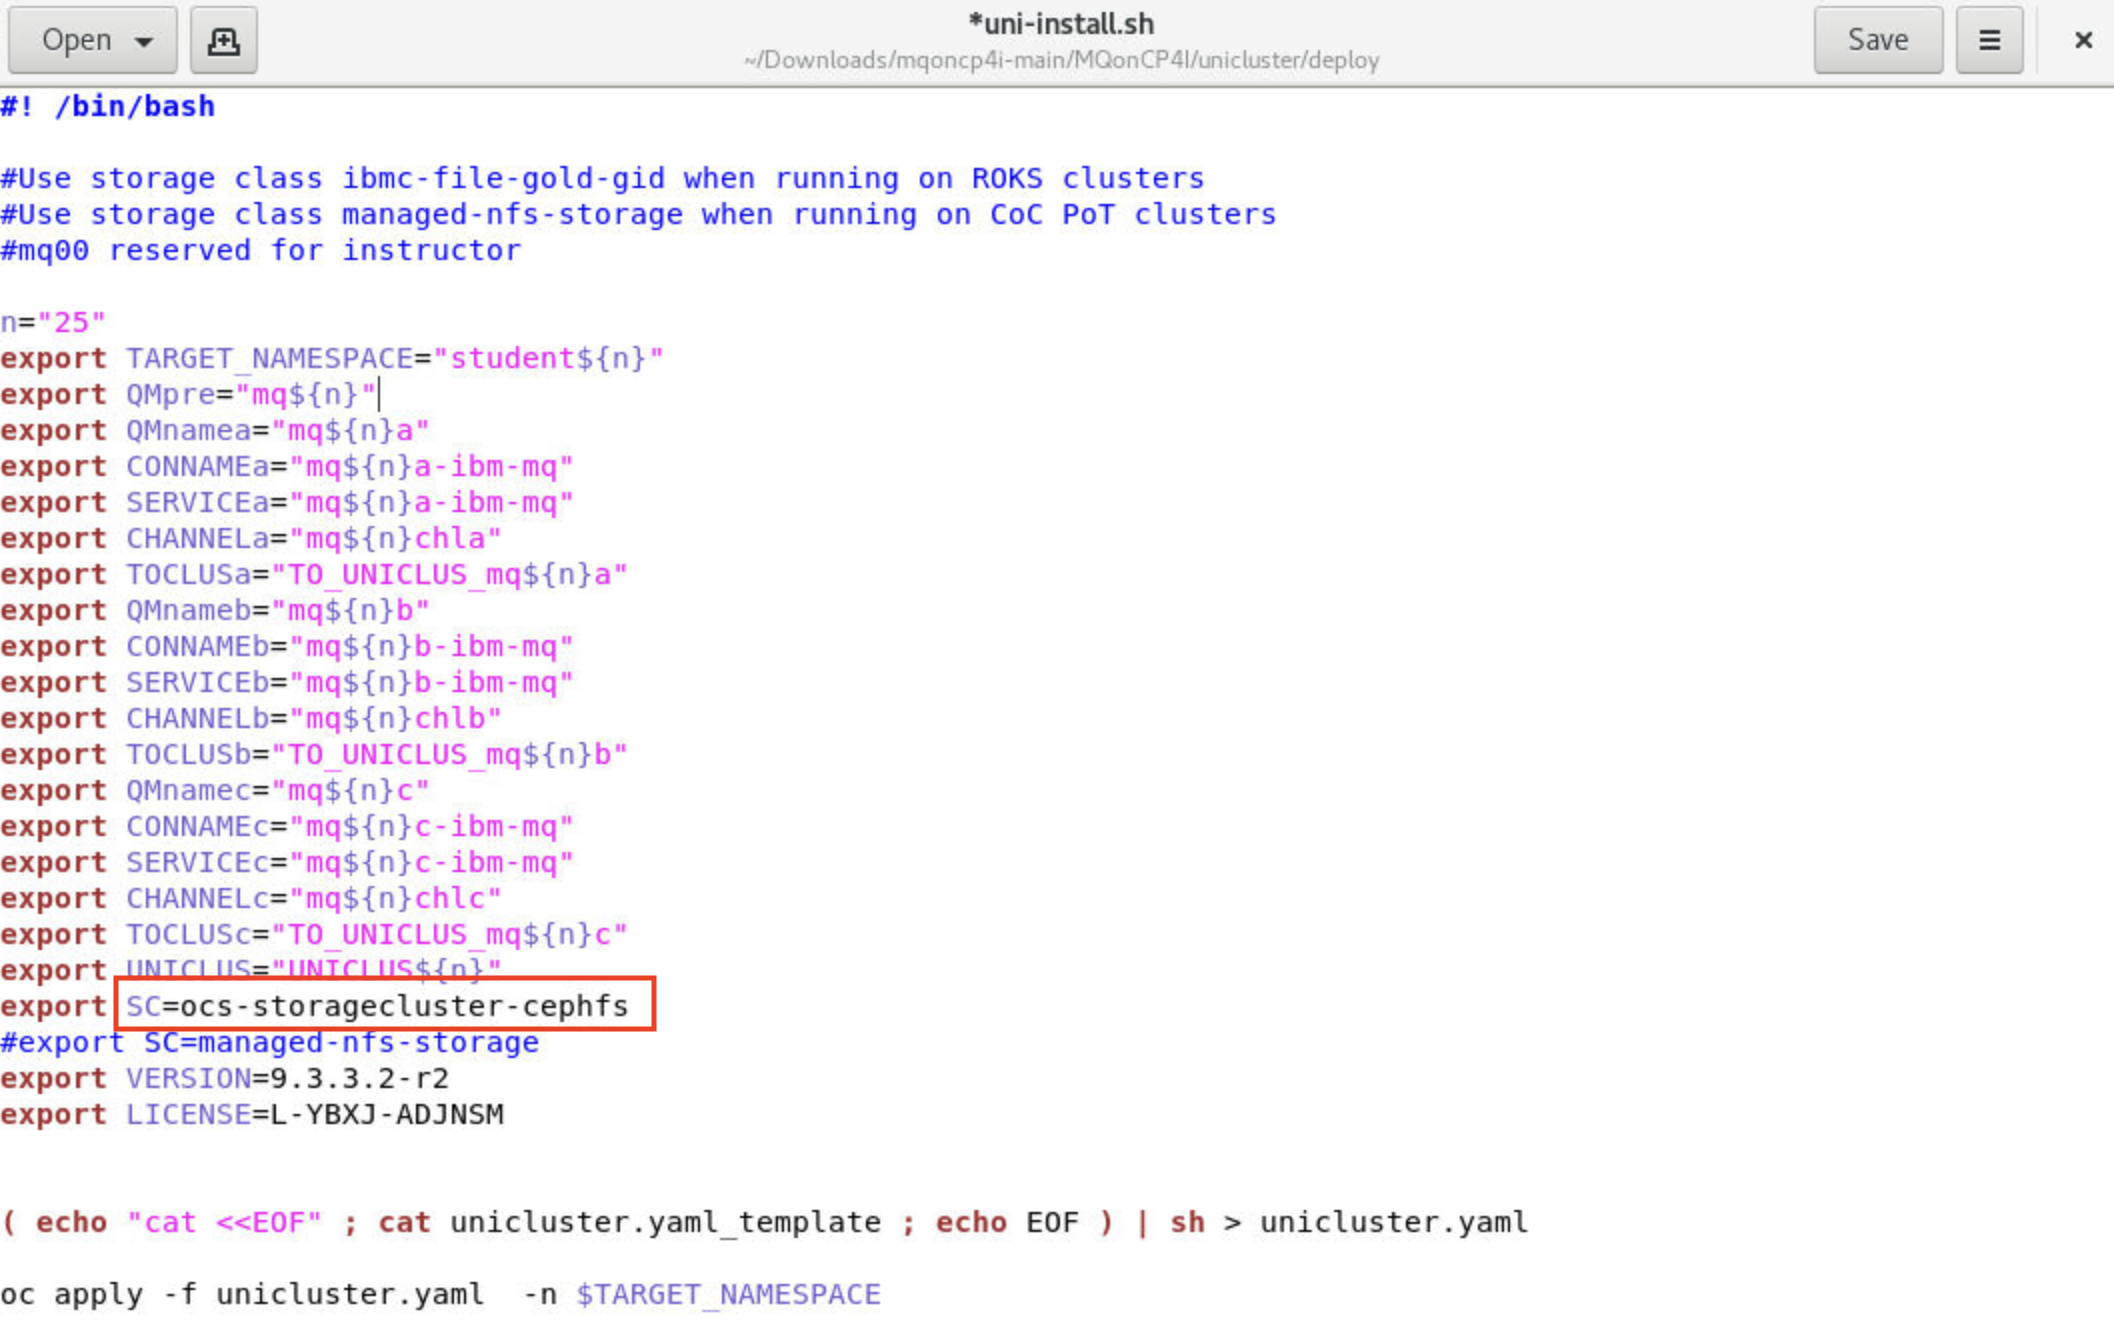 Open
*uni-install.sh
~/Downloads/mqoncp4i-main/MQonCP4I/unicluster/deploy
Save
#! /bin/bash
#Use storage class ibmc-file-gold-gid when running on ROKS clusters
#Use storage class managed-nfs-storage when running on CoC PoT clusters
#mq00 reserved for instructor
n="25"
export TARGET_NAMESPACE="student${n}"
export QMpre="mq${n}"
export QMnamea="mq${n}a"
export CONNAMEa="mq${n}a-ibm-mq"
export SERVICEa="mq${n}a-ibm-mq"
export CHANNELa="mq${n}chla"
export TOCLUSa="TO_UNICLUS_mq${n}a"
export QMnameb="mq${n}b"
export CONNAMEb="mq${n}b-ibm-mq"
export SERVICEb="mq${n}b-ibm-mq"
export CHANNELb="mq${n}chlb"
export TOCLUSb="TO_UNICLUS_mq${n}b"
export QMnamec="mq${n}c"
export CONNAMEc="mq${n}c-ibm-mq"
export SERVICEc="mq${n}c-ibm-mq"
export CHANNELc="mq${n}chlc"
export TOCLUSc="TO_UNICLUS_mq${n}c"
export UNICLUS="UNICLUS${n}"
export SC=ocs-storagecluster-cephfs
#export SC=managed-nfs-storage
export VERSION=9.3.3.2-r2
export LICENSE=L-YBXJ-ADJNSM
( echo "cat <<EOF" ; cat unicluster.yaml_template ; echo EOF ) | sh > unicluster.yaml
oc apply -f unicluster.yaml  -n $TARGET_NAMESPACE